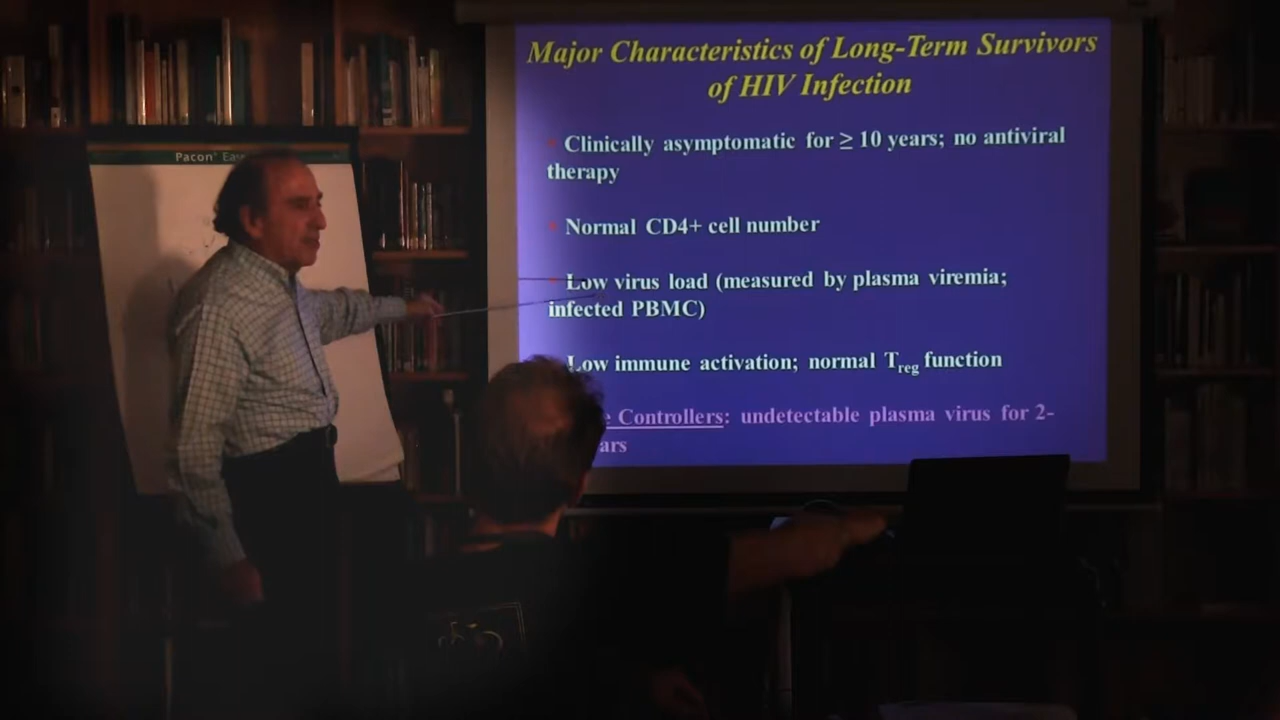 Major Characteristics of Long-Term Survivors
of HIV Infection
Pacon®
Clinically asymptomatic for ≥ 10 years; no antiviral
therapy
Normal CD4+ cell number
Low virus load (measured by plasma viremia;
infected PBMC)
Low immune activation; normal Treg function
Controllers: undetectable plasma virus for 2-